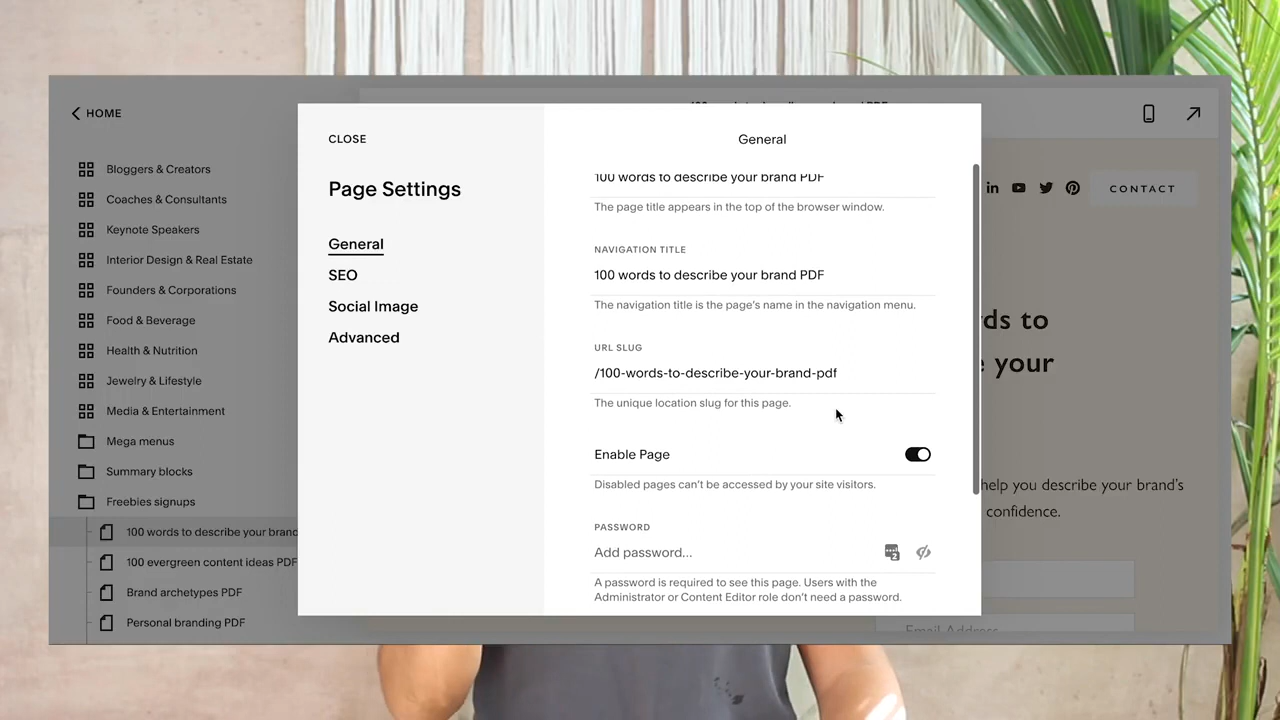 HOME
Bloggers & Creators
Coaches & Consultants
Keynote Speakers
Interior Design & Real Estate
Founders & Corporations
Food & Beverage
Health & Nutrition
Jewelry & Lifestyle
Media & Entertainment
Mega menus
Summary blocks
Freebies signups
100 words to describe your brand
100 evergreen content ideas PDF
Brand archetypes PDF
Personal branding PDF
CLOSE
Page Settings
General
SEO
Social Image
Advanced
General
100 words to describe your brand PDF
The page title appears in the top of the browser window.
NAVIGATION TITLE
100 words to describe your brand PDF
The navigation title is the page's name in the navigation menu.
URL SLUG
/100-words-to-describe-your-brand-pdf
The unique location slug for this page.
Enable Page
Disabled pages can't be accessed by your site visitors.
PASSWORD
Add password...
A password is required to see this page. Users with the
Administrator or Content Editor role don't need a password.
in
CONTACT
to
your
help you describe your brand's
confidence.
Email Address